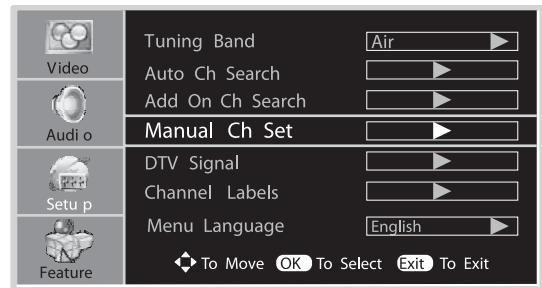 Video
Audi o
Setu p
Feature
Tuning Band Air
Auto Ch Search
Add On Ch Search
Manual Ch Set
DTV Signal
Channel Labels
Menu Language English
To Move OK To Select Exit To Exit